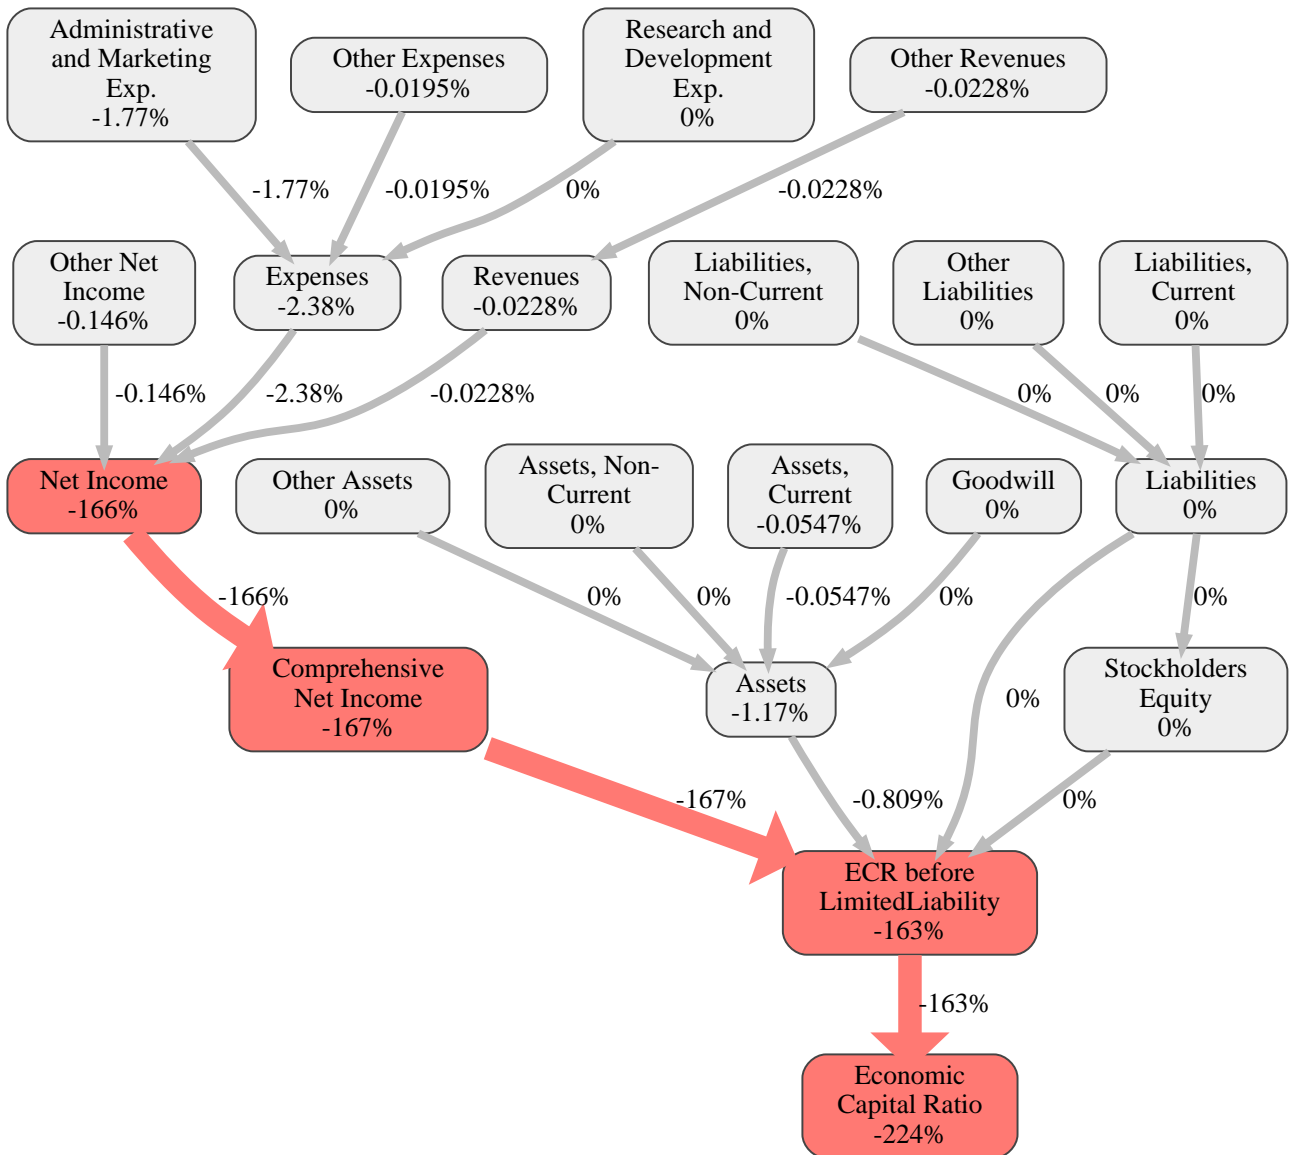 Administrative
and Marketing
Exp.
-1.77%
Other Expenses
-0.0195%
Research and
Development
Exp.
0%
Other Revenues
-0.0228%
-1.77%
-0.0195%
0%
-0.0228%
Other Net
Income
-0.146%
Expenses
-2.38%
Revenues
-0.0228%
Liabilities,
Non-Current
0%
Other
Liabilities
0%
Liabilities,
Current
0%
-0.146%
-2.38%
-0.0228%
0%
0%
0%
Net Income
-166%
Other Assets
0%
Assets, Non-
Current
0%
Assets,
Current
-0.0547%
Goodwill
0%
Liabilities
0%
-166%
0%
0%
-0.0547%
0%
0%
Comprehensive
Net Income
-167%
Assets
-1.17%
0%
Stockholders
Equity
0%
-167%
-0.809%
0%
ECR before
LimitedLiability
-163%
-163%
Economic
Capital Ratio
-224%